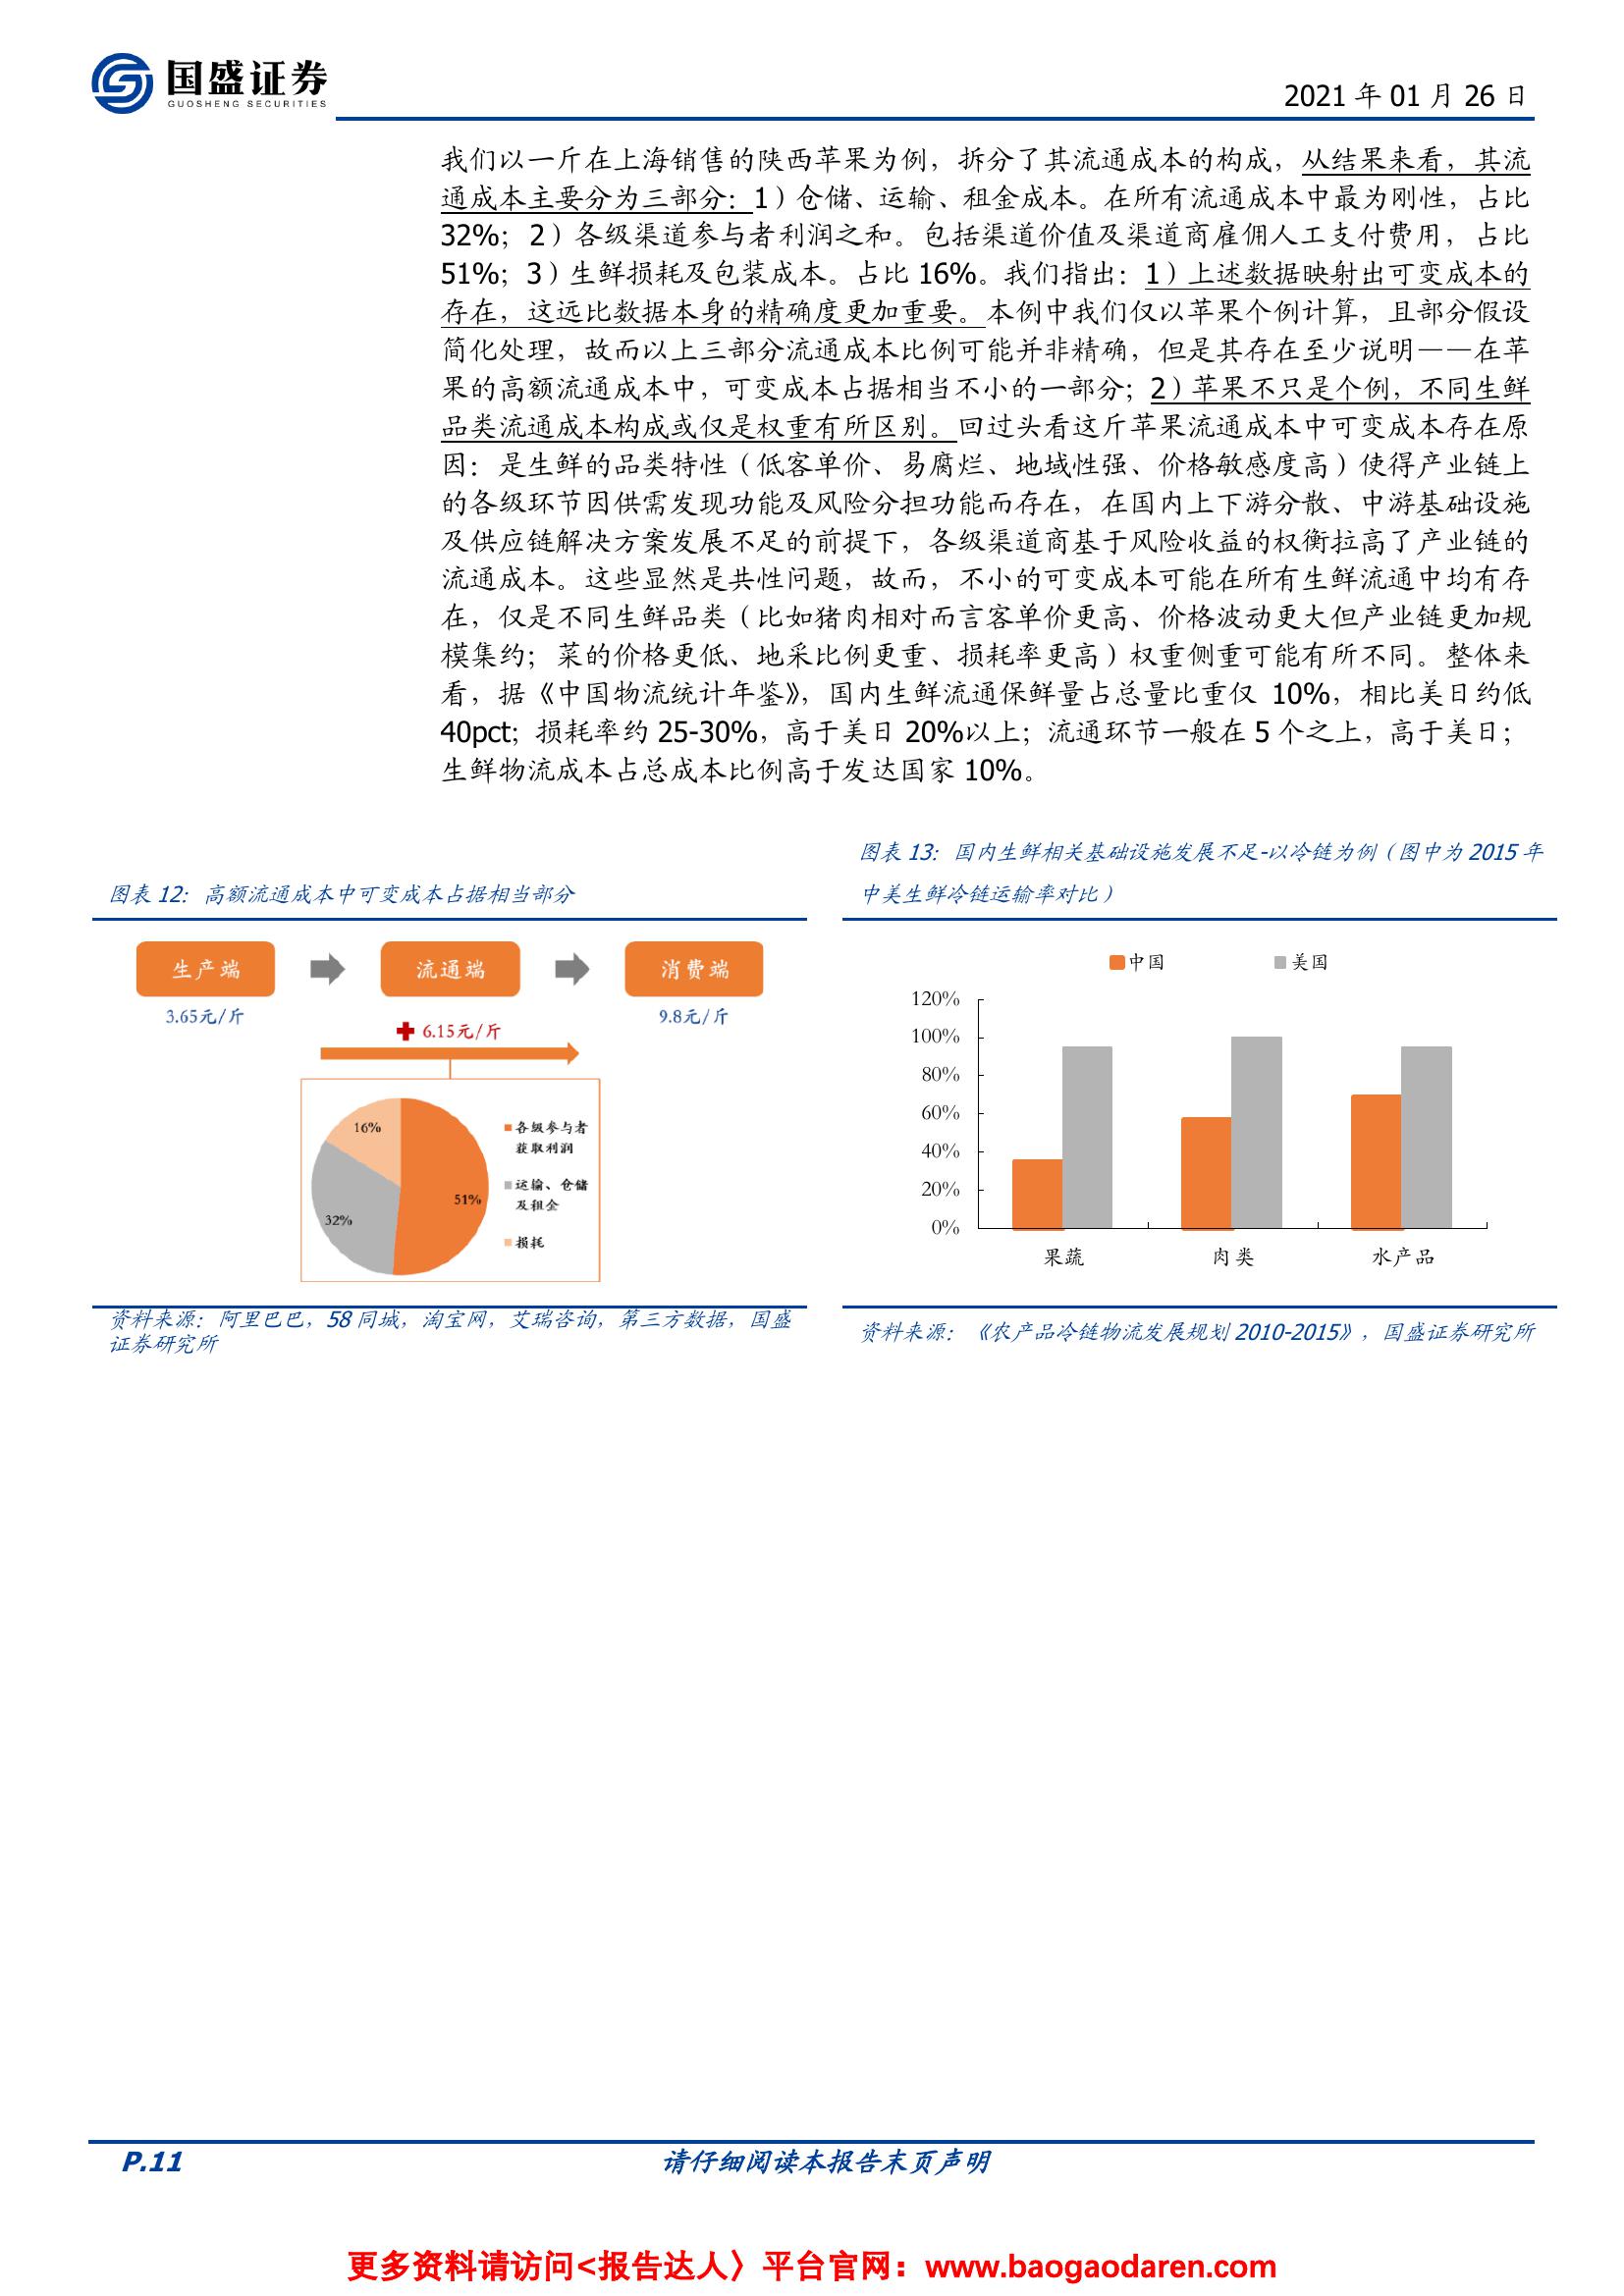 国盛证券
GUOSHENG SECURITIES
2021 年 01 月 26 日
我们以一斤在上海销售的陕西苹果为例，拆分了其流通成本的构成，从结果来看，其流
通成本主要分为三部分：1）仓储、运输、租金成本。在所有流通成本中最为刚性，占比
32%；2）各级渠道参与者利润之和。包括渠道价值及渠道商雇佣人工支付费用，占比
51%；3）生鲜损耗及包装成本。占比 16%。我们指出：1）上述数据映射出可变成本的
存在，这远比数据本身的精确度更加重要。本例中我们仅以苹果个例计算，且部分假设
简化处理，故而以上三部分流通成本比例可能并非精确，但是其存在至少说明——在苹
果的高额流通成本中，可变成本占据相当不小的一部分；2）苹果不只是个例，不同生鲜
品类流通成本构成或仅是权重有所区别。回过头看这斤苹果流通成本中可变成本存在原
因：是生鲜的品类特性（低客单价、易腐烂、地域性强、价格敏感度高）使得产业链上
的各级环节因供需发现功能及风险分担功能而存在，在国内上下游分散、中游基础设施
及供应链解决方案发展不足的前提下，各级渠道商基于风险收益的权衡拉高了产业链的
流通成本。这些显然是共性问题，故而，不小的可变成本可能在所有生鲜流通中均有存
在，仅是不同生鲜品类（比如猪肉相对而言客单价更高、价格波动更大但产业链更加规
模集约；菜的价格更低、地采比例更重、损耗率更高）权重侧重可能有所不同。整体来
看，据《中国物流统计年鉴》，国内生鲜流通保鲜量占总量比重仅 10%，相比美日约低
40pct；损耗率约 25-30%，高于美日 20%以上；流通环节一般在 5 个之上，高于美日；
生鲜物流成本占总成本比例高于发达国家 10%。
图表 12：高额流通成本中可变成本占据相当部分
生产端
流通端
消费端
3.65元/斤
6.15元/斤
9.8元/斤
16%
51%
32%
各级参与者
获取利润
运输、仓储
及租金
损耗
资料来源：阿里巴巴，58 同城，淘宝网，艾瑞咨询，第三方数据，国盛
证券研究所
图表 13：国内生鲜相关基础设施发展不足-以冷链为例（图中为 2015 年
中美生鲜冷链运输率对比）
中国
美国
120%
100%
80%
60%
40%
20%
0%
果蔬
肉类
水产品
资料来源：《农产品冷链物流发展规划 2010-2015》，国盛证券研究所
P.11
请仔细阅读本报告末页声明
更多资料请访问<报告达人〉平台官网：www.baogaodaren.com